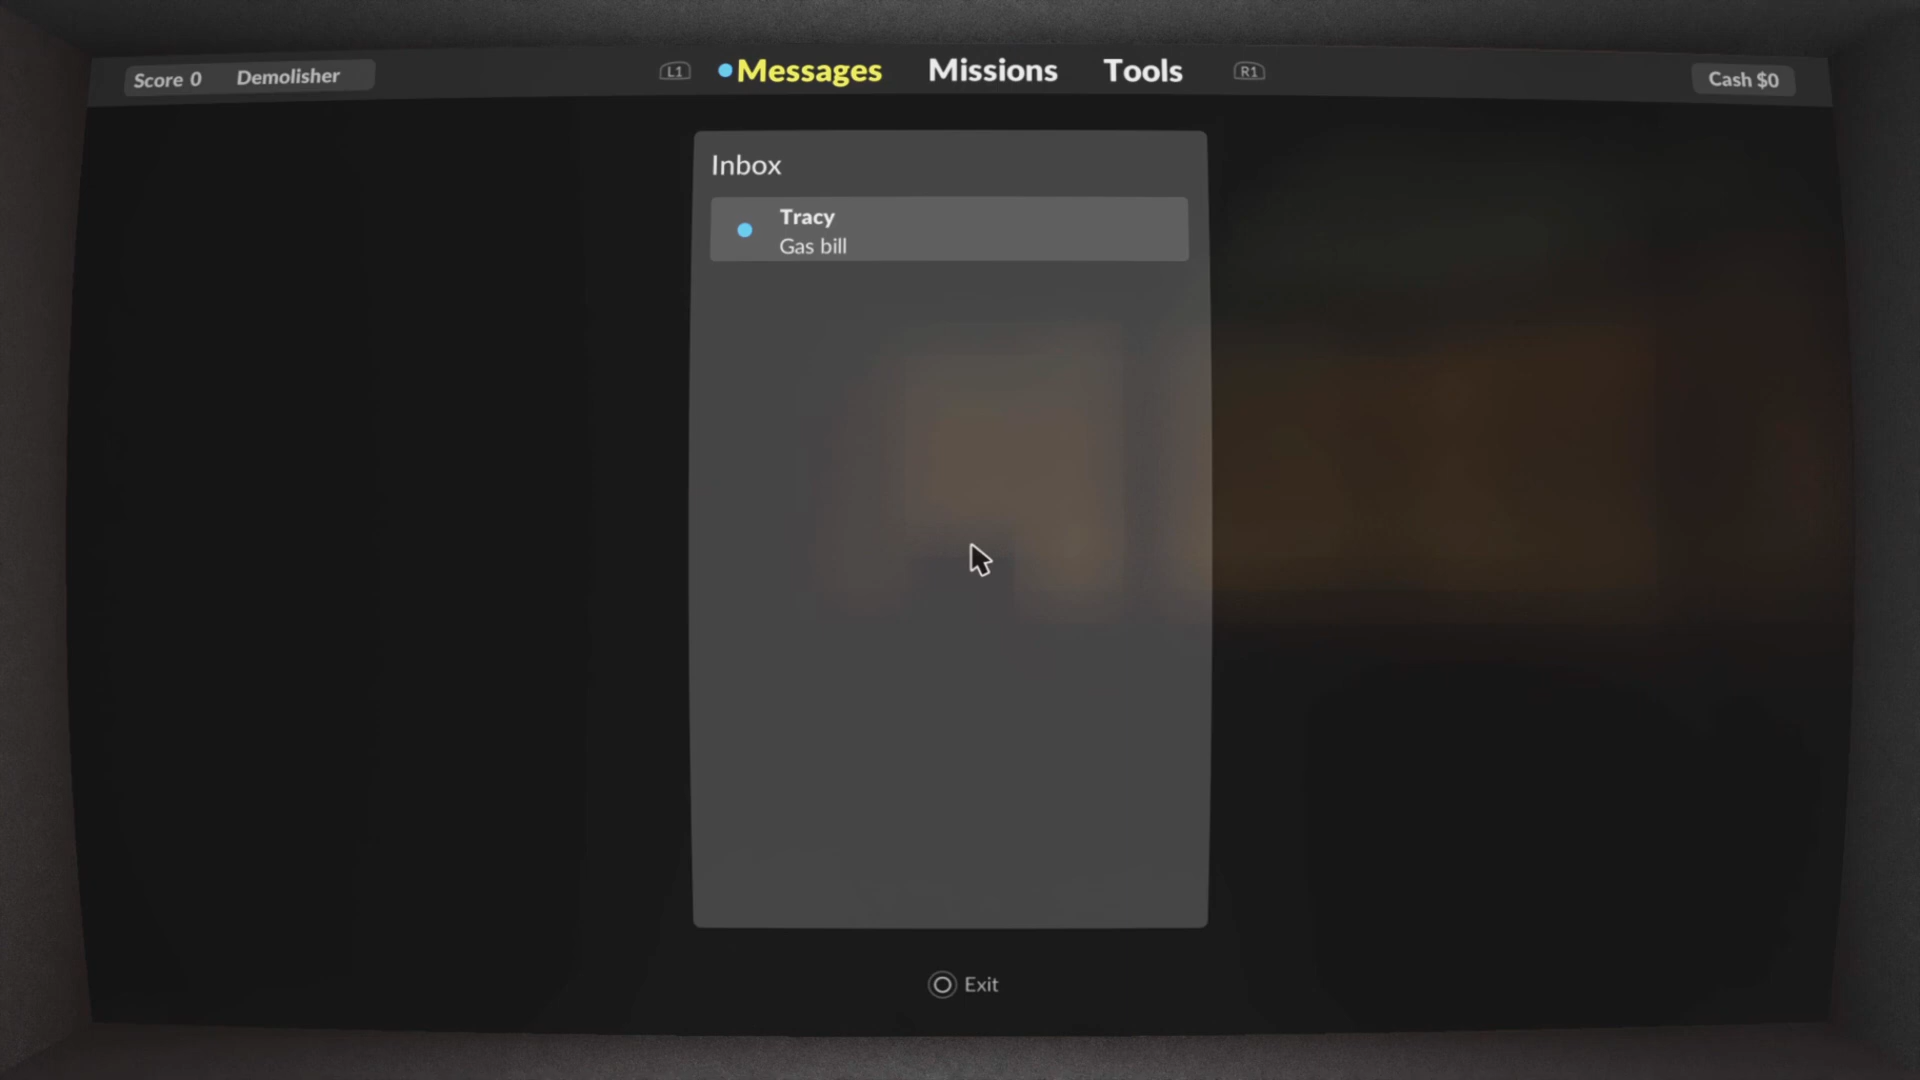 Score 0 Demolisher
L1 Messages Missions Tools R1
Cash $0
Inbox
Tracy
Gas bill
Exit